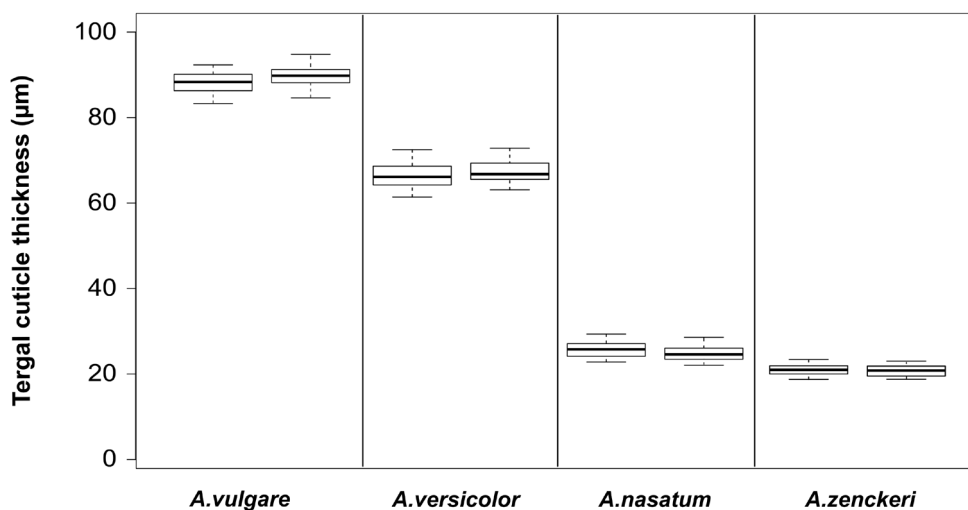 Tergal cuticle thickness (µm)
100
80
60
40
20
0
A.vulgare
A.versicolor
A.nasatum
A.zenckeri